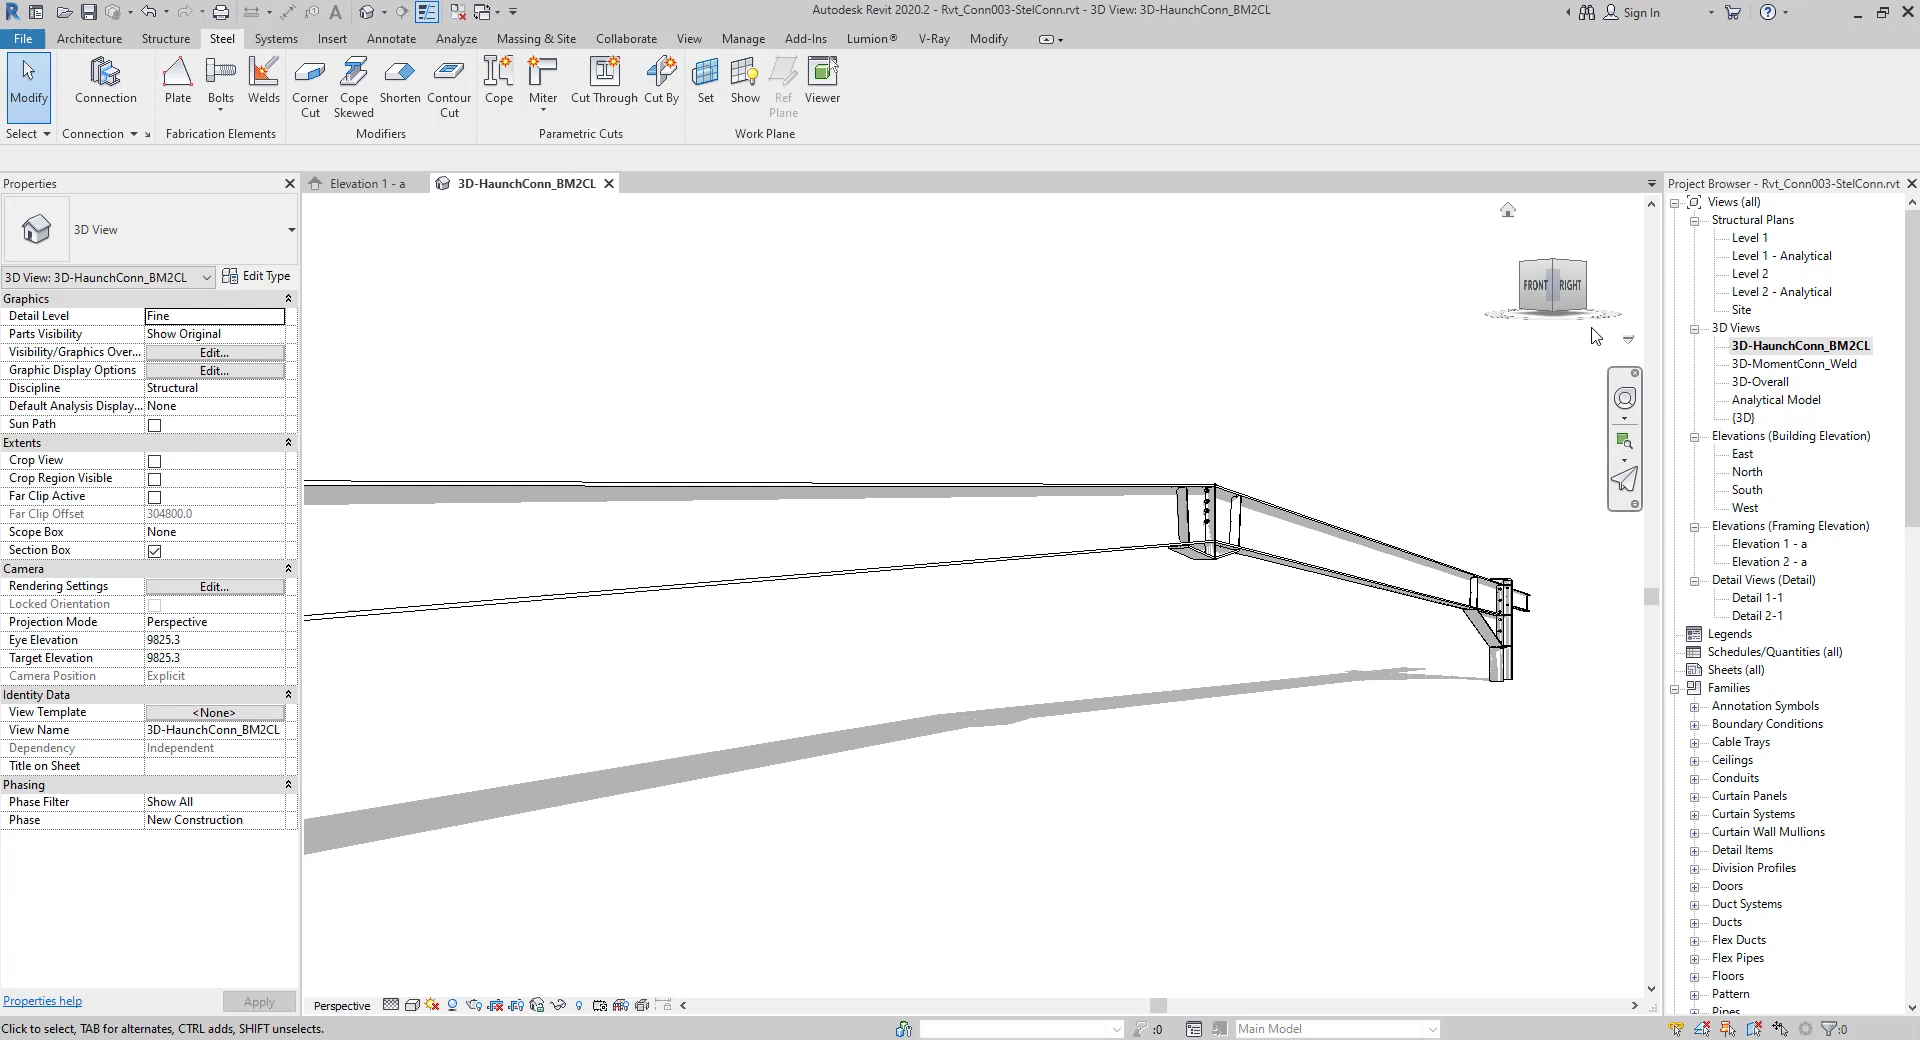 Autodesk Revit 2020.2 - Rvt_Conn003-StelConn.rvt - 3D View: 3D-HaunchConn_BM2CL
Sign In
File Architecture Structure Steel Systems Insert Annotate Analyze Massing & Site Collaborate View Manage Add-Ins Lumion® V-Ray Modify
Modify Connection Plate Bolts Welds Corner Cut Cope Skewed Shorten Contour Cut Cope Miter Cut Through Cut By Set Show Ref Plane Viewer
Select Connection Fabrication Elements Modifiers Parametric Cuts Work Plane
Properties
3D View
3D View: 3D-HaunchConn_BM2CL Edit Type
Graphics
Detail Level Fine
Parts Visibility Show Original
Visibility/Graphics Over... Edit...
Graphic Display Options Edit...
Discipline Structural
Default Analysis Display... None
Sun Path
Extents
Crop View
Crop Region Visible
Far Clip Active
Far Clip Offset 304800.0
Scope Box None
Section Box
Camera
Rendering Settings Edit...
Locked Orientation
Projection Mode Perspective
Eye Elevation 9825.3
Target Elevation 9825.3
Camera Position Explicit
Identity Data
View Template <None>
View Name 3D-HaunchConn_BM2CL
Dependency Independent
Title on Sheet
Phasing
Phase Filter Show All
Phase New Construction
Properties help Apply
Elevation 1 - a 3D-HaunchConn_BM2CL
FRONT RIGHT
Perspective
Project Browser - Rvt_Conn003-StelConn.rvt
Views (all)
Structural Plans
Level 1
Level 1 - Analytical
Level 2
Level 2 - Analytical
Site
3D Views
3D-HaunchConn_BM2CL
3D-MomentConn_Weld
3D-Overall
Analytical Model
{3D}
Elevations (Building Elevation)
East
North
South
West
Elevations (Framing Elevation)
Elevation 1 - a
Elevation 2 - a
Detail Views (Detail)
Detail 1-1
Detail 2-1
Legends
Schedules/Quantities (all)
Sheets (all)
Families
Annotation Symbols
Boundary Conditions
Cable Trays
Ceilings
Conduits
Curtain Panels
Curtain Systems
Curtain Wall Mullions
Detail Items
Division Profiles
Doors
Duct Systems
Ducts
Flex Ducts
Flex Pipes
Floors
Pattern
Pipes
Click to select, TAB for alternates, CTRL adds, SHIFT unselects. :0 Main Model :0